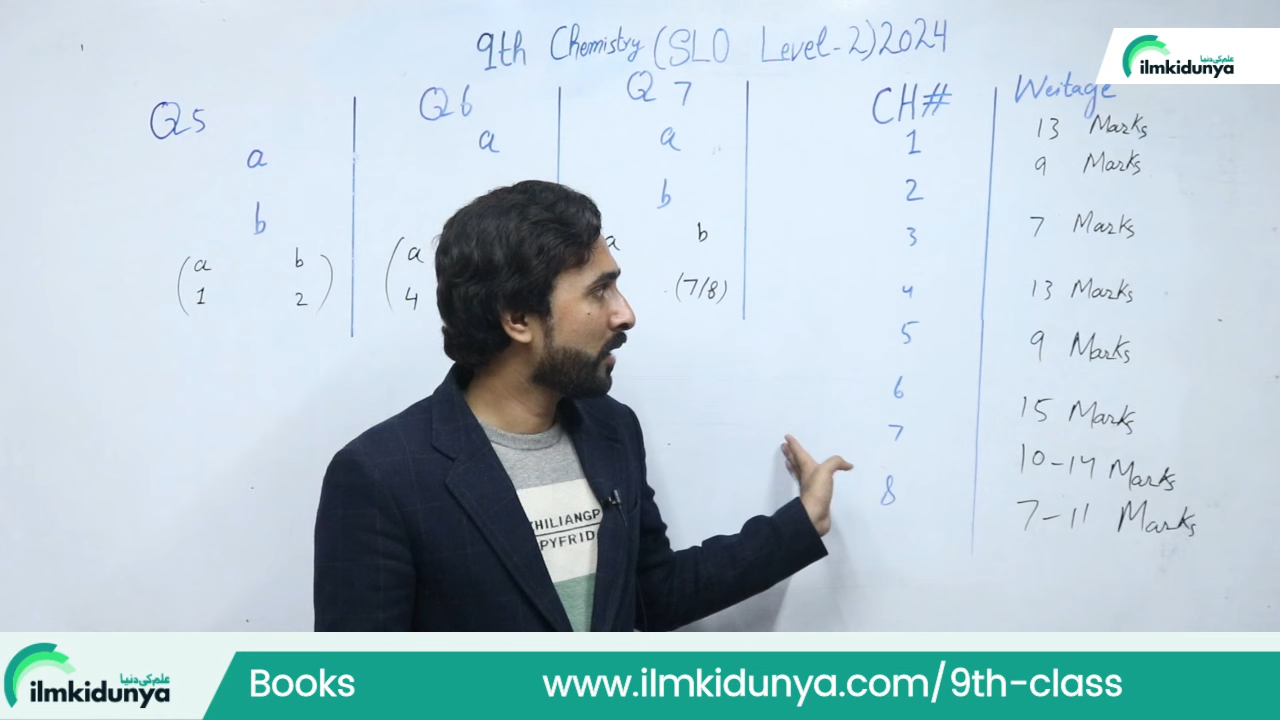 9th Chemistry (SLO Level-2) 2024
علم کی دنیا
ilmkidunya
Q5
a
b
(a b)
(1 2)
Q6
a
(a
(4
Q7
a
b
a b
(7/8)
CH# Weitage
1 13 Marks
2 9 Marks
3 7 Marks
4 13 Marks
5 9 Marks
6 15 Marks
7 10-14 Marks
8 7-11 Marks
THILIANGP
PYFRID
علم کی دنیا
ilmkidunya
Books www.ilmkidunya.com/9th-class